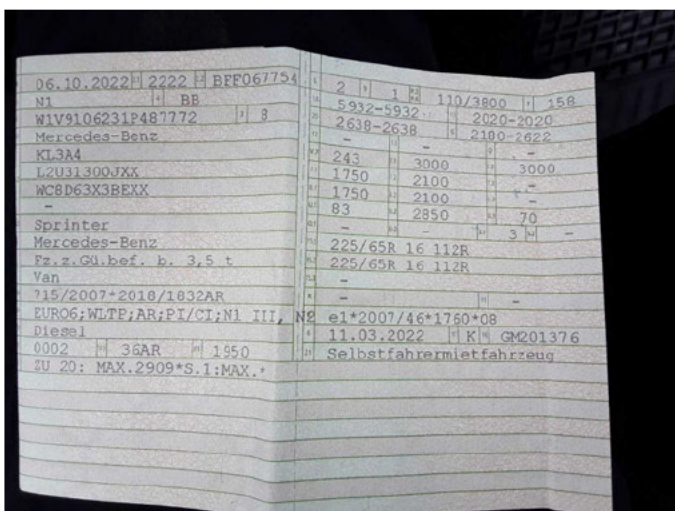 06.10.2022 2222 BFF067754
N1 BB
W1V9106231P487772 8
Mercedes-Benz
KL3A4
L2U31300JXX
WC8D63X3BEXX
-
Sprinter
Mercedes-Benz
Fz.z.Gü.bef. b. 3,5 t
Van
715/2007*2018/1832AR
EURO6;WLTP;AR;PI/CI;N1 III, N2
Diesel
0002 36AR 1950
ZU 20: MAX.2909*S.1:MAX.*
2 1 110/3800 158
5932-5932 2020-2020
2638-2638 2180-2622
- - -
243 3000 3000
1750 2100 -
1750 2100 -
83 2850 70
- - 3 -
225/65R 16 112R
225/65R 16 112R
-
- -
e1*2007/46*1760*08
11.03.2022 K GM201376
Selbstfahrermietfahrzeug